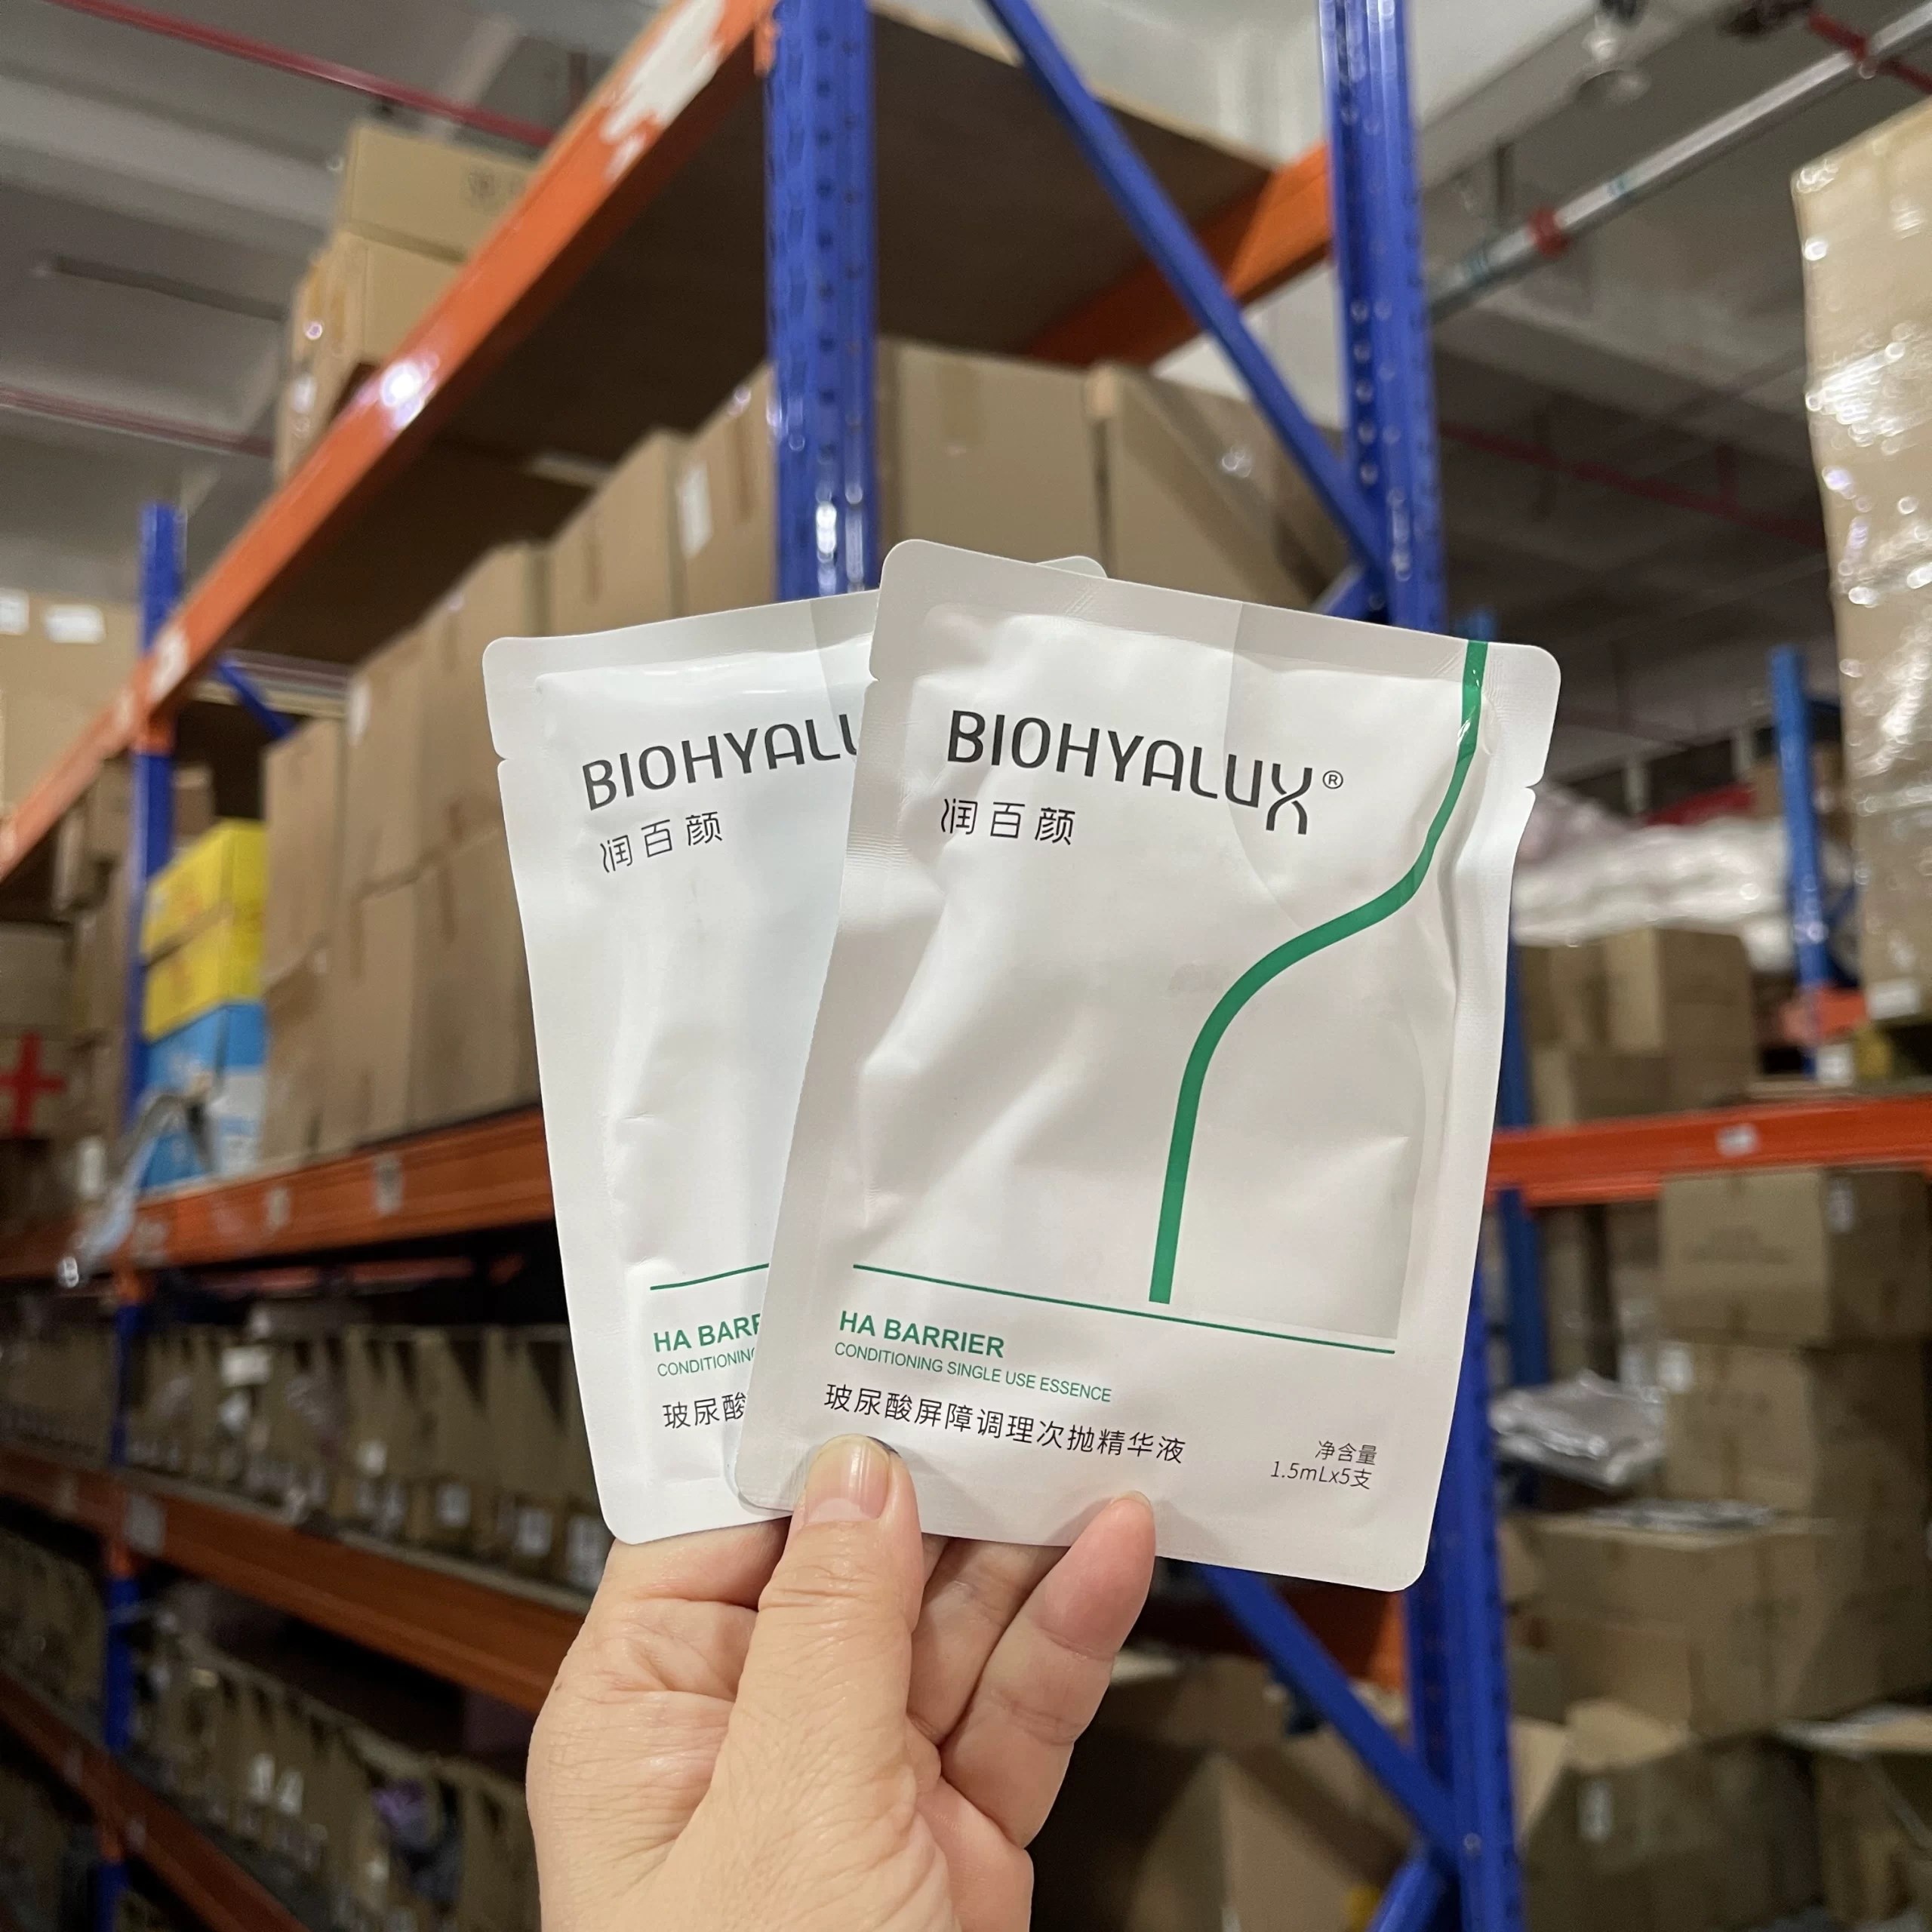 BIOHYALU
润百颜
HA BARR
CONDITIONING
玻尿酸
BIOHYALUX®
润百颜
HA BARRIER
CONDITIONING SINGLE USE ESSENCE
玻尿酸屏障调理次抛精华液
净含量
1.5mLx5支